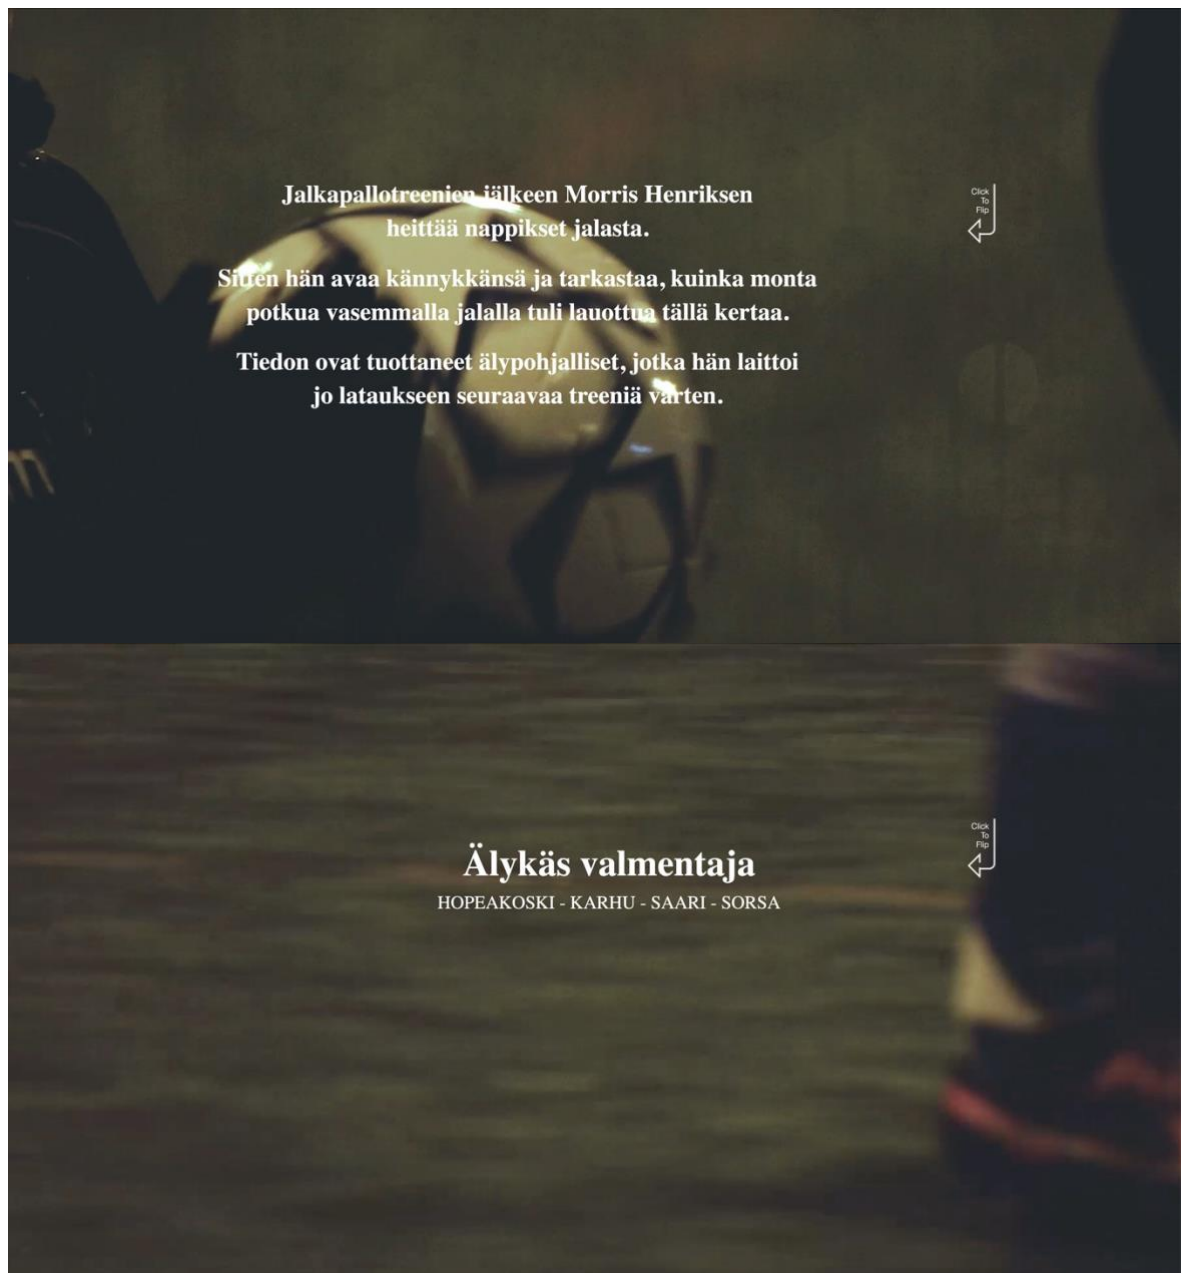 Jalkapallotreenien jälkeen Morris Henriksen
heittää nappikset jalasta.
Sitten hän avaa kännykkänsä ja tarkastaa, kuinka monta
potkua vasemmalla jalalla tuli lauottua tällä kertaa.
Tiedon ovat tuottaneet älypohjalliset, jotka hän laittoi
jo lataukseen seuraavaa treeniä varten.
Click
To
Flip
Älykäs valmentaja
HOPEAKOSKI - KARHU - SAARI - SORSA
Click
To
Flip